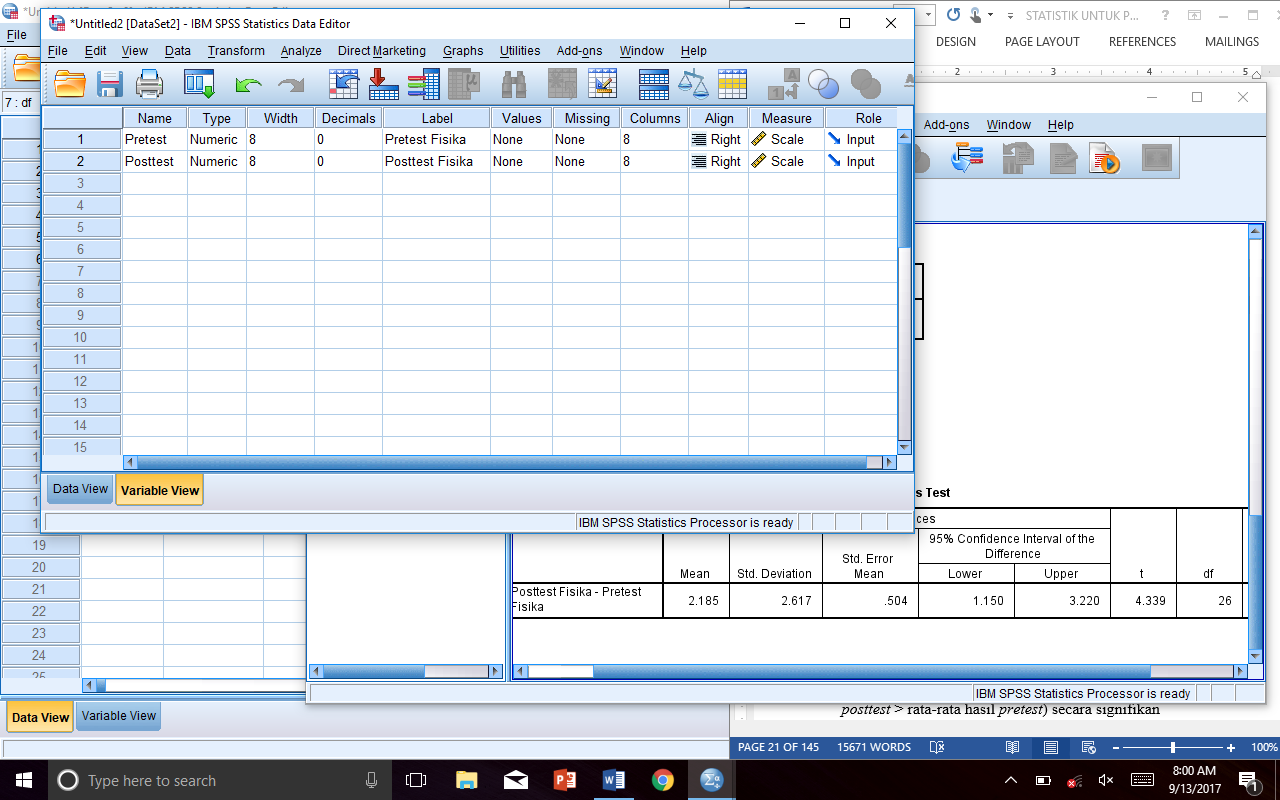 *Untitled2 [DataSet2] - IBM SPSS Statistics Data Editor
File Edit View Data Transform Analyze Direct Marketing Graphs Utilities Add-ons Window Help
Name Type Width Decimals Label Values Missing Columns Align Measure Role
1 Pretest Numeric 8 0 Pretest Fisika None None 8 Right Scale Input
2 Posttest Numeric 8 0 Posttest Fisika None None 8 Right Scale Input
3
4
5
6
7
8
9
10
11
12
13
14
15
Data View Variable View
IBM SPSS Statistics Processor is ready
File
7 : df
19
20
21
22
23
24
Data View Variable View
STATISTIK UNTUK P...
DESIGN PAGE LAYOUT REFERENCES MAILINGS
2 3 4 5
Add-ons Window Help
s Test
ces
95% Confidence Interval of the
Difference
Mean Std. Deviation Std. Error
Mean Lower Upper t df
Posttest Fisika - Pretest
Fisika 2.185 2.617 .504 1.150 3.220 4.339 26
IBM SPSS Statistics Processor is ready
posttest > rata-rata hasil pretest) secara signifikan
PAGE 21 OF 145 15671 WORDS 100%
Type here to search
8:00 AM
9/13/2017
1